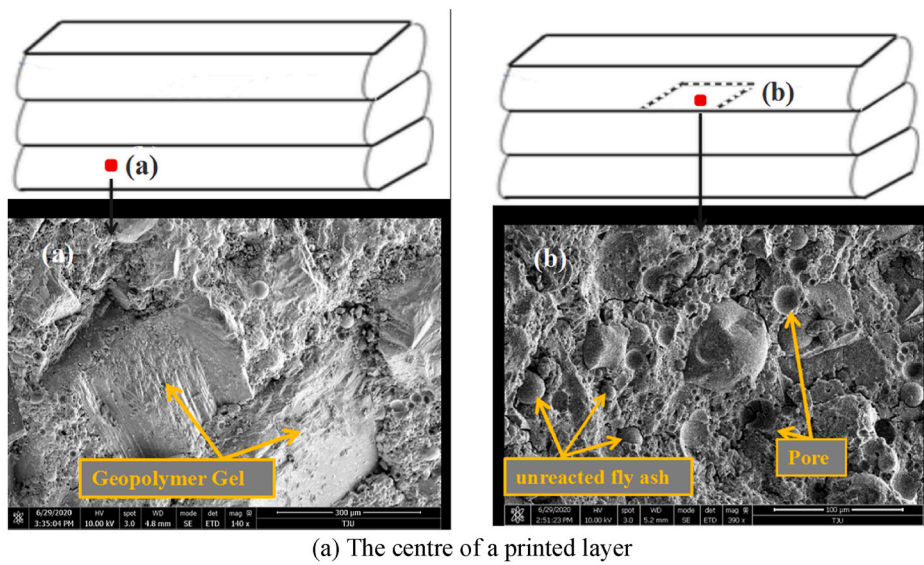 (a)
(b)
(a)
(b)
Geopolymer Gel
unreacted fly ash
Pore
6/29/2020 HV spot WD mode det mag 300 μm
3:35:04 PM 10.00 kV 3.0 4.8 mm SE ETD 140 x TJU
6/29/2020 HV spot WD mode det mag 100 μm
2:51:23 PM 10.00 kV 3.0 5.2 mm SE ETD 390 x TJU
(a) The centre of a printed layer